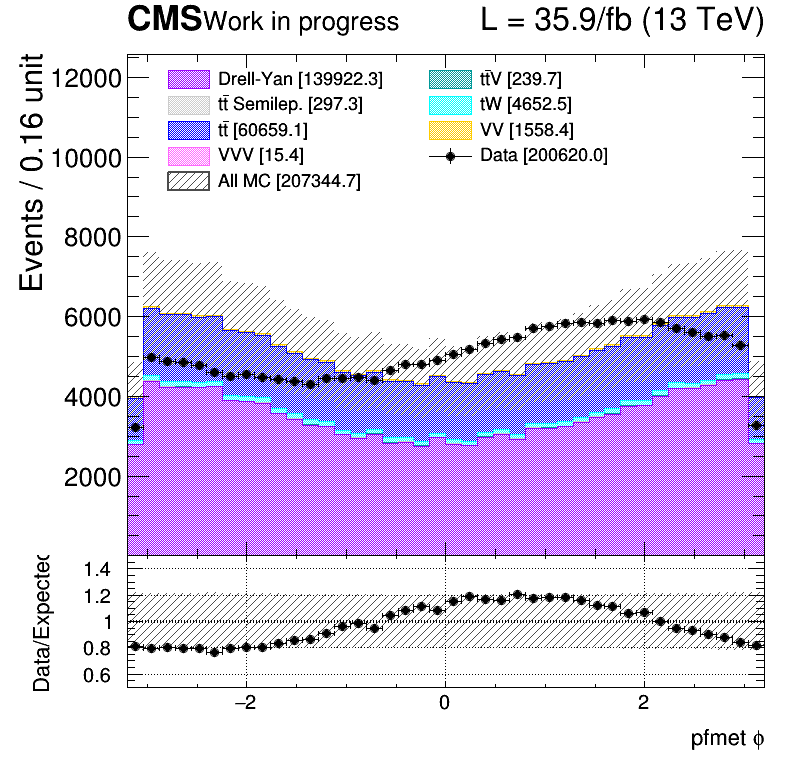 CMS Work in progress L = 35.9/fb (13 TeV)
Events / 0.16 unit
12000
10000
8000
6000
4000
2000
Drell-Yan [139922.3]
tt̄ Semilep. [297.3]
tt̄ [60659.1]
VVV [15.4]
All MC [207344.7]
tt̄V [239.7]
tW [4652.5]
VV [1558.4]
Data [200620.0]
Data/Expected
1.4
1.2
1
0.8
0.6
−2 0 2
pfmet ϕ